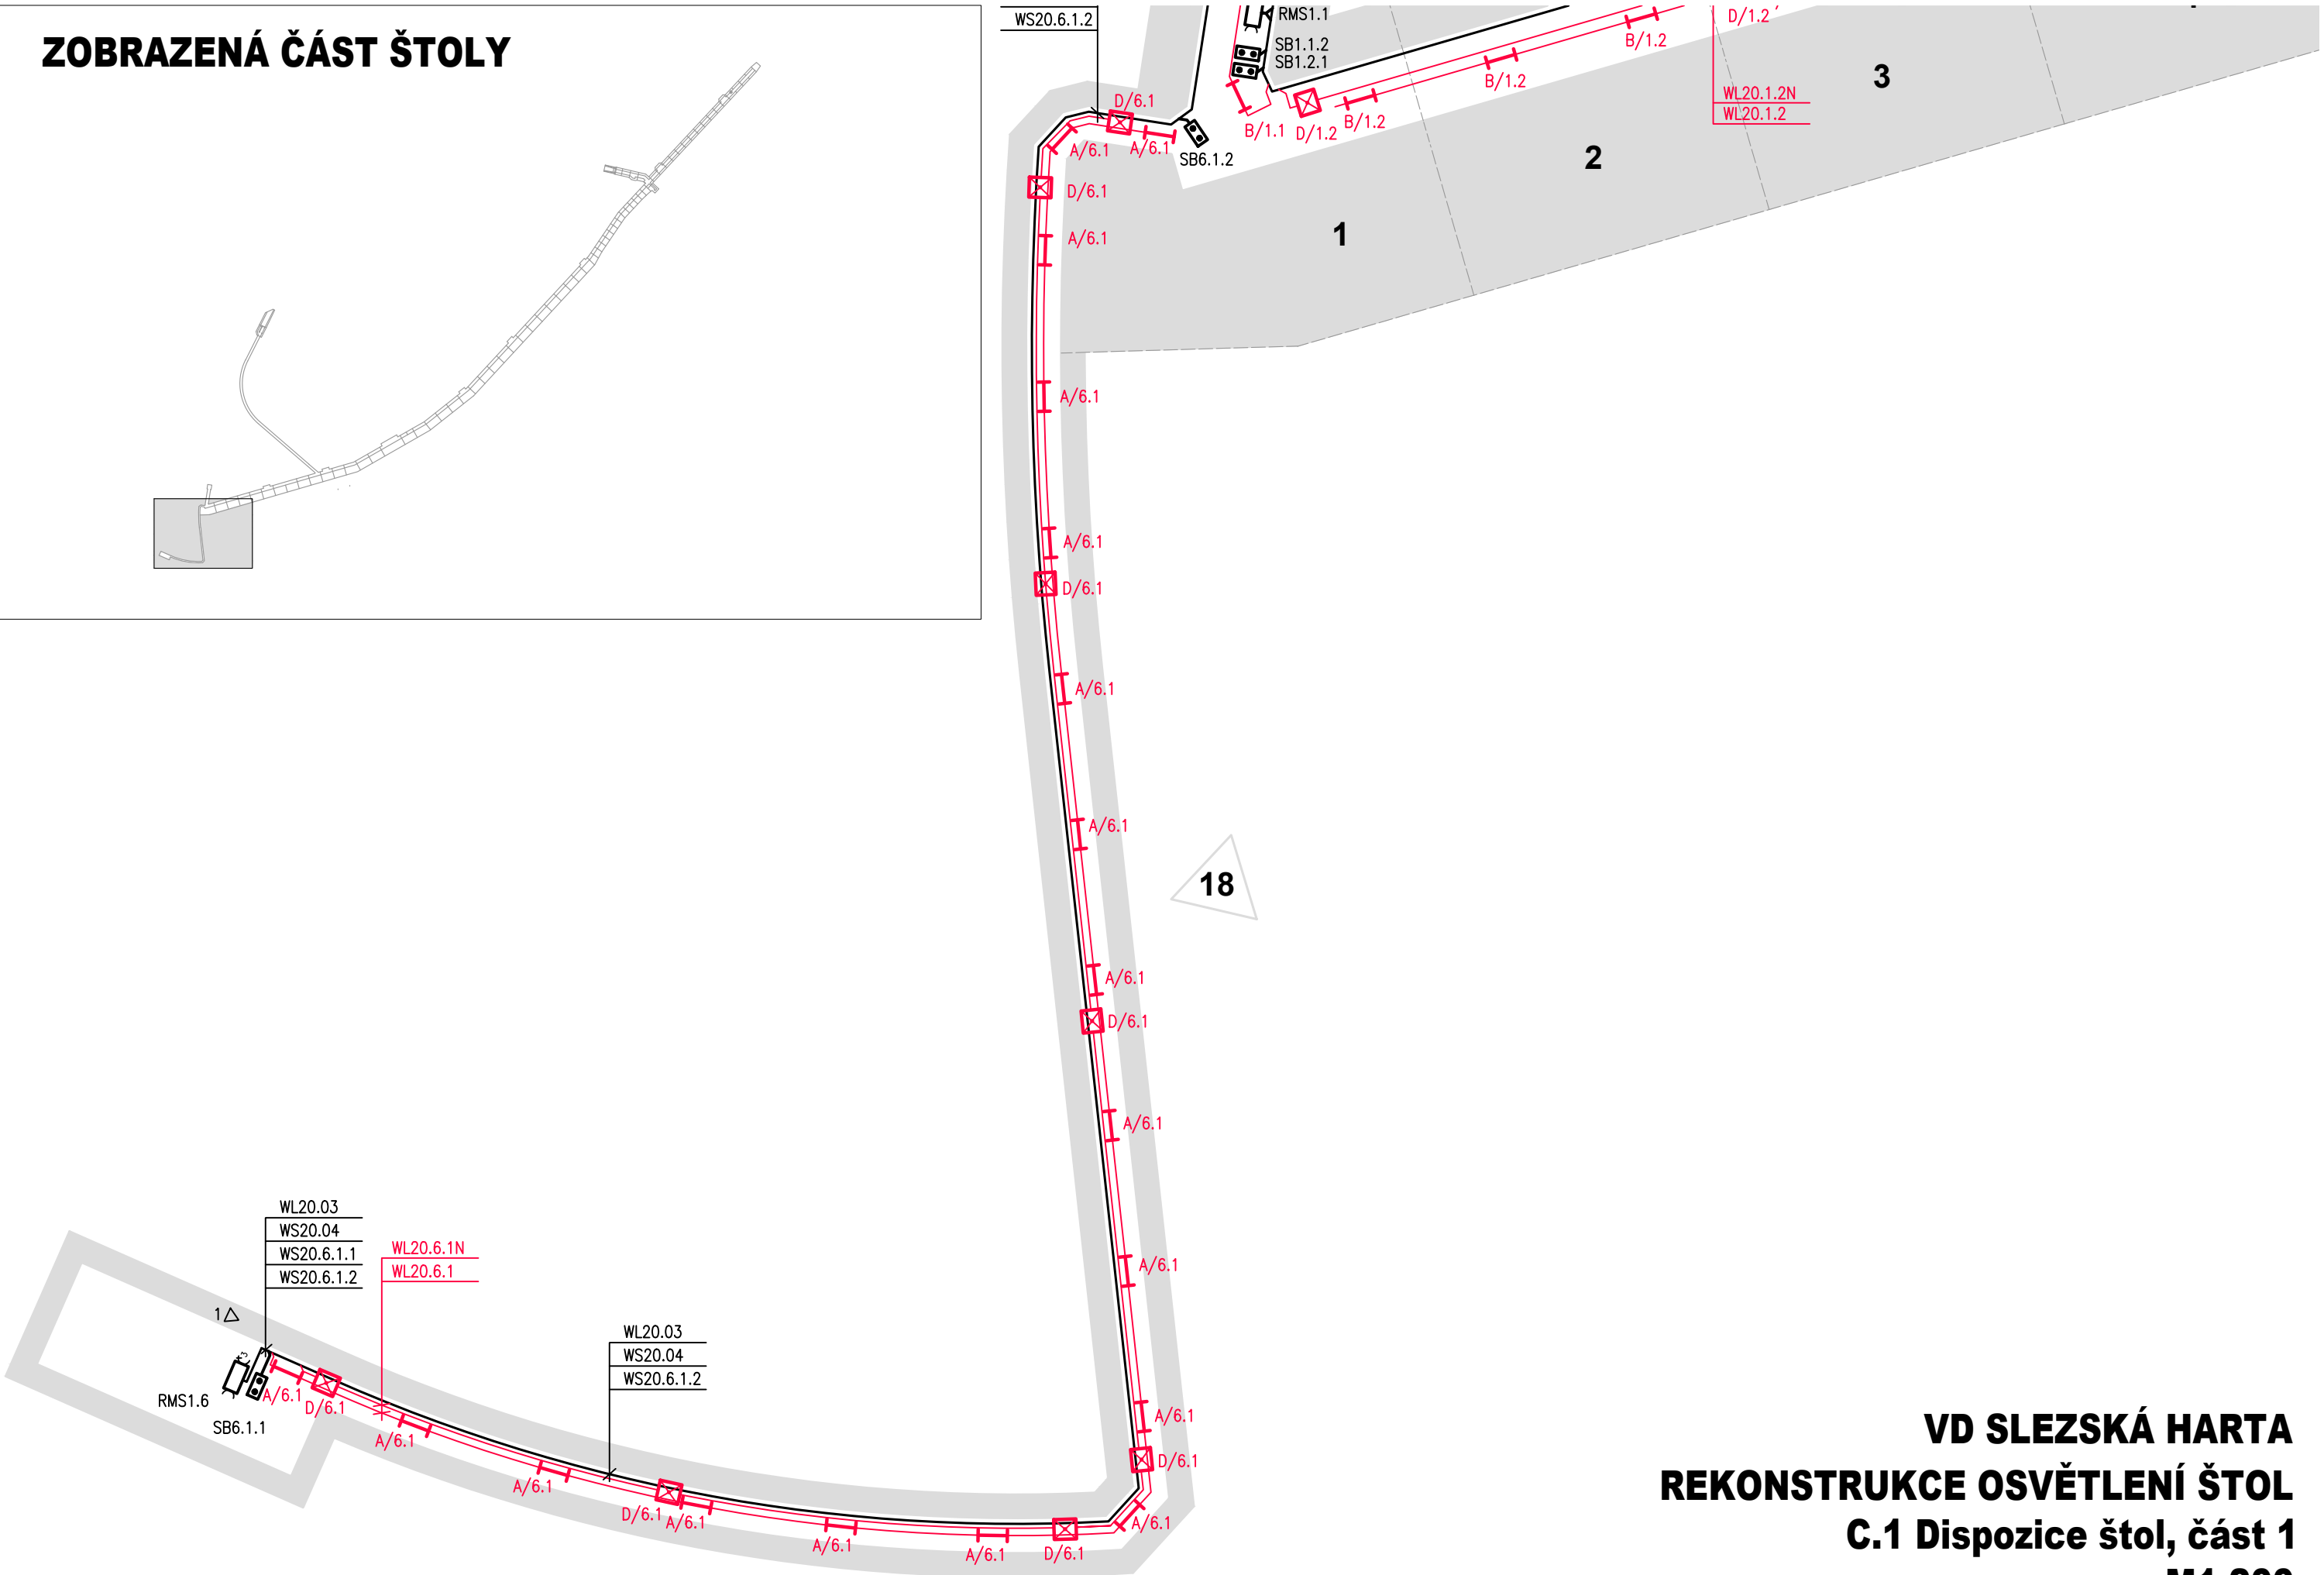 ZOBRAZENÁ ČÁST ŠTOLY
WS20.6.1.2
RMS1.1
SB1.1.2
SB1.2.1
D/1.2
B/1.2
B/1.2
B/1.2
D/1.2
B/1.1
WL20.1.2N
WL20.1.2
3
2
1
D/6.1
A/6.1
A/6.1
SB6.1.2
D/6.1
A/6.1
A/6.1
A/6.1
D/6.1
A/6.1
A/6.1
18
A/6.1
D/6.1
A/6.1
A/6.1
A/6.1
D/6.1
A/6.1
WL20.03
WS20.04
WS20.6.1.1
WS20.6.1.2
WL20.6.1N
WL20.6.1
1
3
RMS1.6
SB6.1.1
A/6.1
D/6.1
A/6.1
WL20.03
WS20.04
WS20.6.1.2
A/6.1
D/6.1
A/6.1
A/6.1
A/6.1
D/6.1
VD SLEZSKÁ HARTA
REKONSTRUKCE OSVĚTLENÍ ŠTOL
C.1 Dispozice štol, část 1